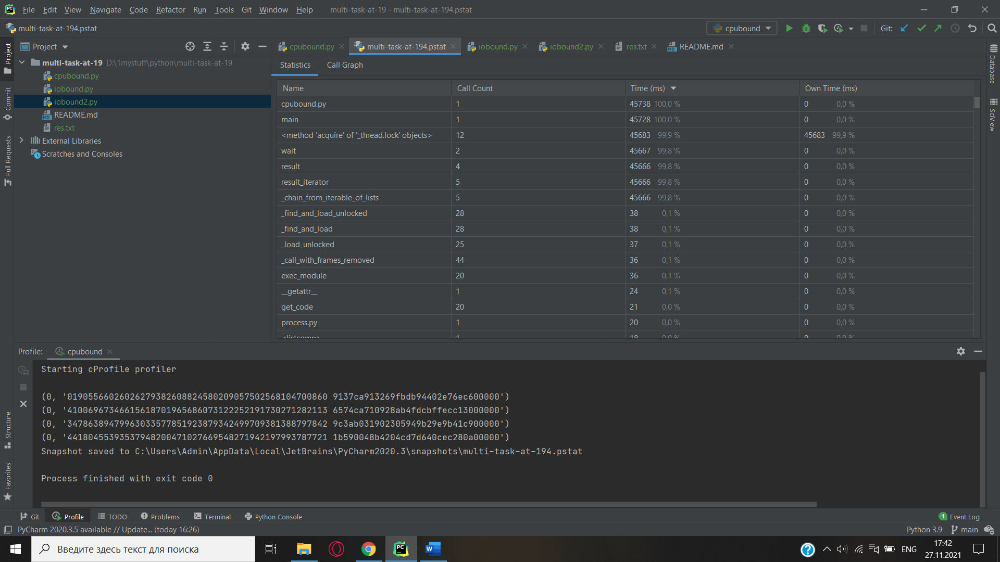 File Edit View Navigate Code Refactor Run Tools Git Window Help multi-task-at-19 - multi-task-at-194.pstat
multi-task-at-194.pstat cpubound Git:
Project
cpubound.py multi-task-at-194.pstat iobound.py iobound2.py res.txt README.md
multi-task-at-19 D:\1mystuff\python\multi-task-at-19
cpubound.py
iobound.py
iobound2.py
README.md
res.txt
External Libraries
Scratches and Consoles
Project
Commit
Pull Requests
Structure
Favorites
Database
SciView
Statistics Call Graph
Name Call Count Time (ms) Own Time (ms)
cpubound.py 1 45738 100,0 % 0 0,0 %
main 1 45728 100,0 % 0 0,0 %
<method 'acquire' of '_thread.lock' objects> 12 45683 99,9 % 45683 99,9 %
wait 2 45667 99,8 % 0 0,0 %
result 4 45666 99,8 % 0 0,0 %
result_iterator 5 45666 99,8 % 0 0,0 %
_chain_from_iterable_of_lists 5 45666 99,8 % 0 0,0 %
_find_and_load_unlocked 28 38 0,1 % 0 0,0 %
_find_and_load 28 38 0,1 % 0 0,0 %
_load_unlocked 25 37 0,1 % 0 0,0 %
_call_with_frames_removed 44 36 0,1 % 0 0,0 %
exec_module 20 36 0,1 % 0 0,0 %
__getattr__ 1 24 0,1 % 0 0,0 %
get_code 20 21 0,0 % 0 0,0 %
process.py 1 20 0,0 % 0 0,0 %
<listcomp> 1 18 0,0 % 0 0,0 %
Profile: cpubound
Starting cProfile profiler
(0, '01905566026026279382608824580209057502568104700860 9137ca913269fbdb94402e76ec600000')
(0, '41006967346615618701965686073122252191730271282113 6574ca710928ab4fdcbffecc13000000')
(0, '34786389479963033577851923879342499709381388797842 9c3ab031902305949b29e9b41c900000')
(0, '44180455393537948200471027669548271942197993787721 1b590048b4204cd7d640cec280a00000')
Snapshot saved to C:\Users\Admin\AppData\Local\JetBrains\PyCharm2020.3\snapshots\multi-task-at-194.pstat
Process finished with exit code 0
Git Profile TODO Problems Terminal Python Console 1 Event Log
PyCharm 2020.3.5 available // Update... (today 16:26) Python 3.9 main
Введите здесь текст для поиска
ENG
17:42
27.11.2021